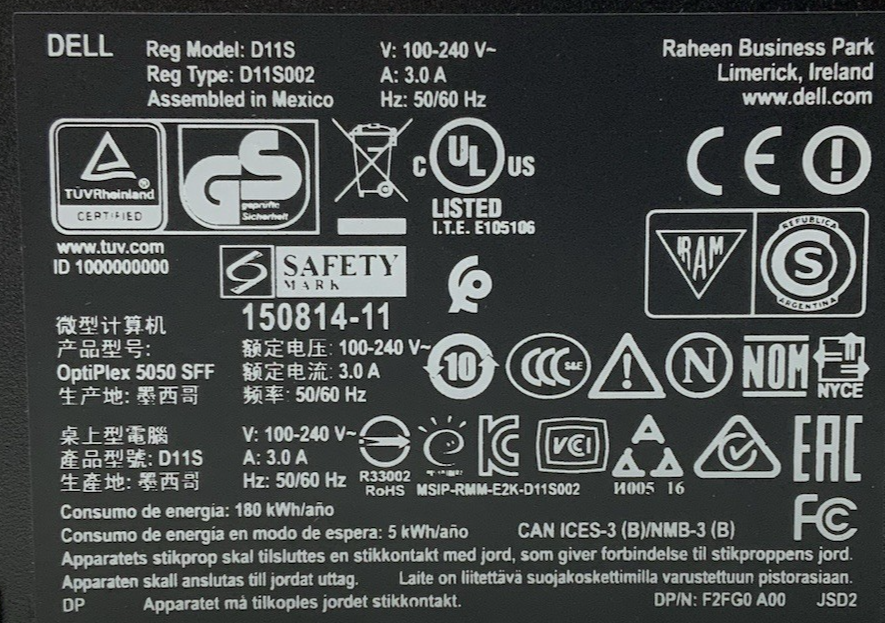 DELL
Reg Model: D11S V: 100-240 V~ Raheen Business Park
Reg Type: D11S002 A: 3.0 A Limerick, Ireland
Assembled in Mexico Hz: 50/60 Hz www.dell.com
TÜVRheinland®
CERTIFIED
GS
geprüfte
Sicherheit
C UL US
LISTED
I.T.E. E105106
CE
www.tuv.com
ID 1000000000
SAFETY
MARK
150814-11
IRAM
REPUBLICA
S
ARGENTINA
微型计算机
产品型号: 额定电压: 100-240 V~
OptiPlex 5050 SFF 额定电流: 3.0 A
生产地: 墨西哥 频率: 50/60 Hz
10 CCC S&E ! N NOM NYCE
桌上型電腦 V: 100-240 V~
產品型號: D11S A: 3.0 A
生產地: 墨西哥 Hz: 50/60 Hz
R33002
RoHS
MSIP-RMM-E2K-D11S002
VCI
И005 16
EAC
FC
Consumo de energía: 180 kWh/año
Consumo de energía en modo de espera: 5 kWh/año CAN ICES-3 (B)/NMB-3 (B)
Apparatets stikprop skal tilsluttes en stikkontakt med jord, som giver forbindelse til stikproppens jord.
Apparaten skall anslutas till jordat uttag. Laite on liitettävä suojakoskettimilla varustettuun pistorasiaan.
DP Apparatet må tilkoples jordet stikkontakt. DP/N: F2FG0 A00 JSD2